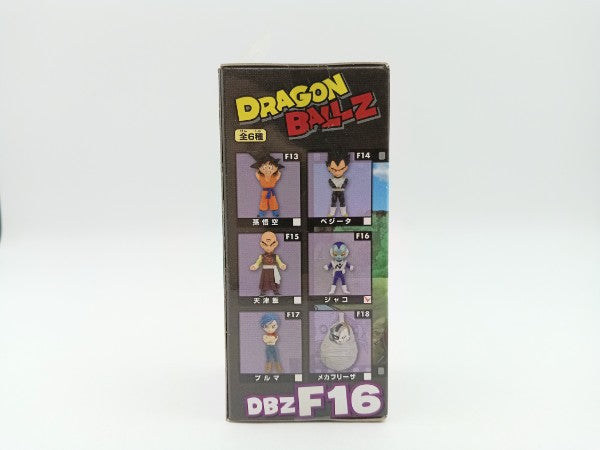 DRAGON
BALL Z
全6種
F13
F14
孫悟空
ベジータ
F15
F16
天津飯
ジャコ
F17
F18
ブルマ
メカフリーザ
DBZ F16